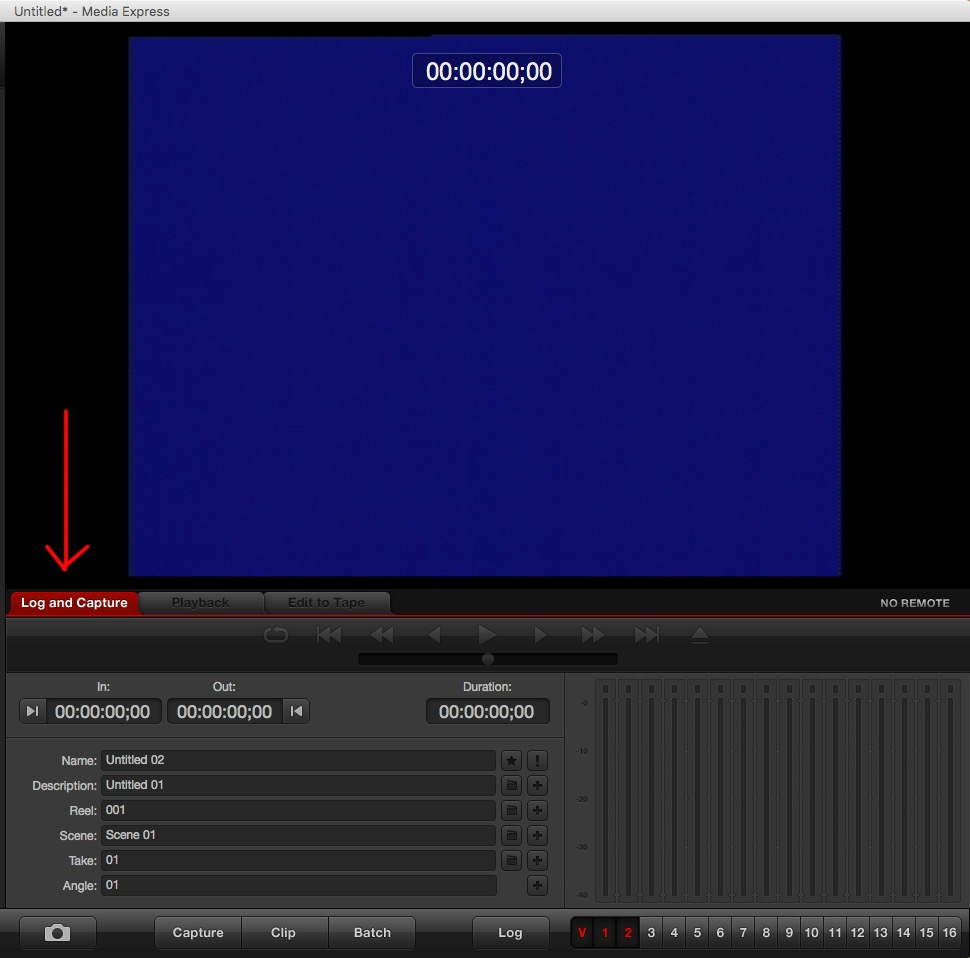 Untitled* - Media Express
00:00:00;00
Log and Capture Playback Edit to Tape NO REMOTE
In: Out: Duration:
00:00:00;00 00:00:00;00 00:00:00;00
Name: Untitled 02 !
Description: Untitled 01
Reel: 001
Scene: Scene 01
Take: 01
Angle: 01
-0
-10
-20
-30
-60
Capture Clip Batch Log V 1 2 3 4 5 6 7 8 9 10 11 12 13 14 15 16